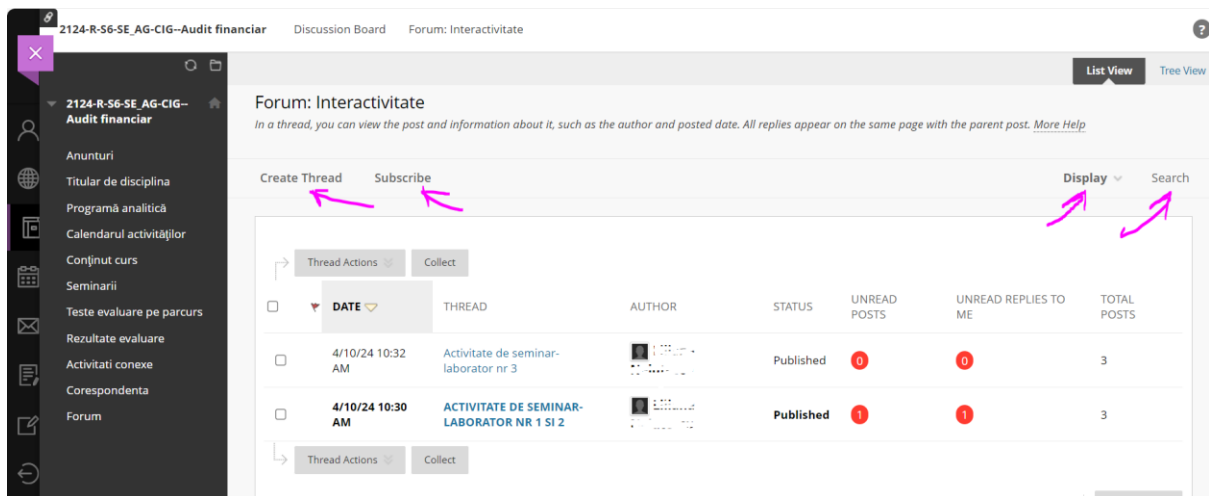 2124-R-S6-SE_AG-CIG--Audit financiar
Discussion Board
Forum: Interactivitate
?
List View
Tree View
2124-R-S6-SE_AG-CIG--
Audit financiar
Anunturi
Titular de disciplina
Programă analitică
Calendarul activităților
Conținut curs
Seminarii
Teste evaluare pe parcurs
Rezultate evaluare
Activitati conexe
Corespondenta
Forum
Forum: Interactivitate
In a thread, you can view the post and information about it, such as the author and posted date. All replies appear on the same page with the parent post. More Help
Create Thread
Subscribe
Display
Search
Thread Actions
Collect
DATE
THREAD
AUTHOR
STATUS
UNREAD
POSTS
UNREAD REPLIES TO
ME
TOTAL
POSTS
4/10/24 10:32
AM
Activitate de seminar-
laborator nr 3
Published
0
0
3
4/10/24 10:30
AM
ACTIVITATE DE SEMINAR-
LABORATOR NR 1 SI 2
Published
1
1
3
Thread Actions
Collect